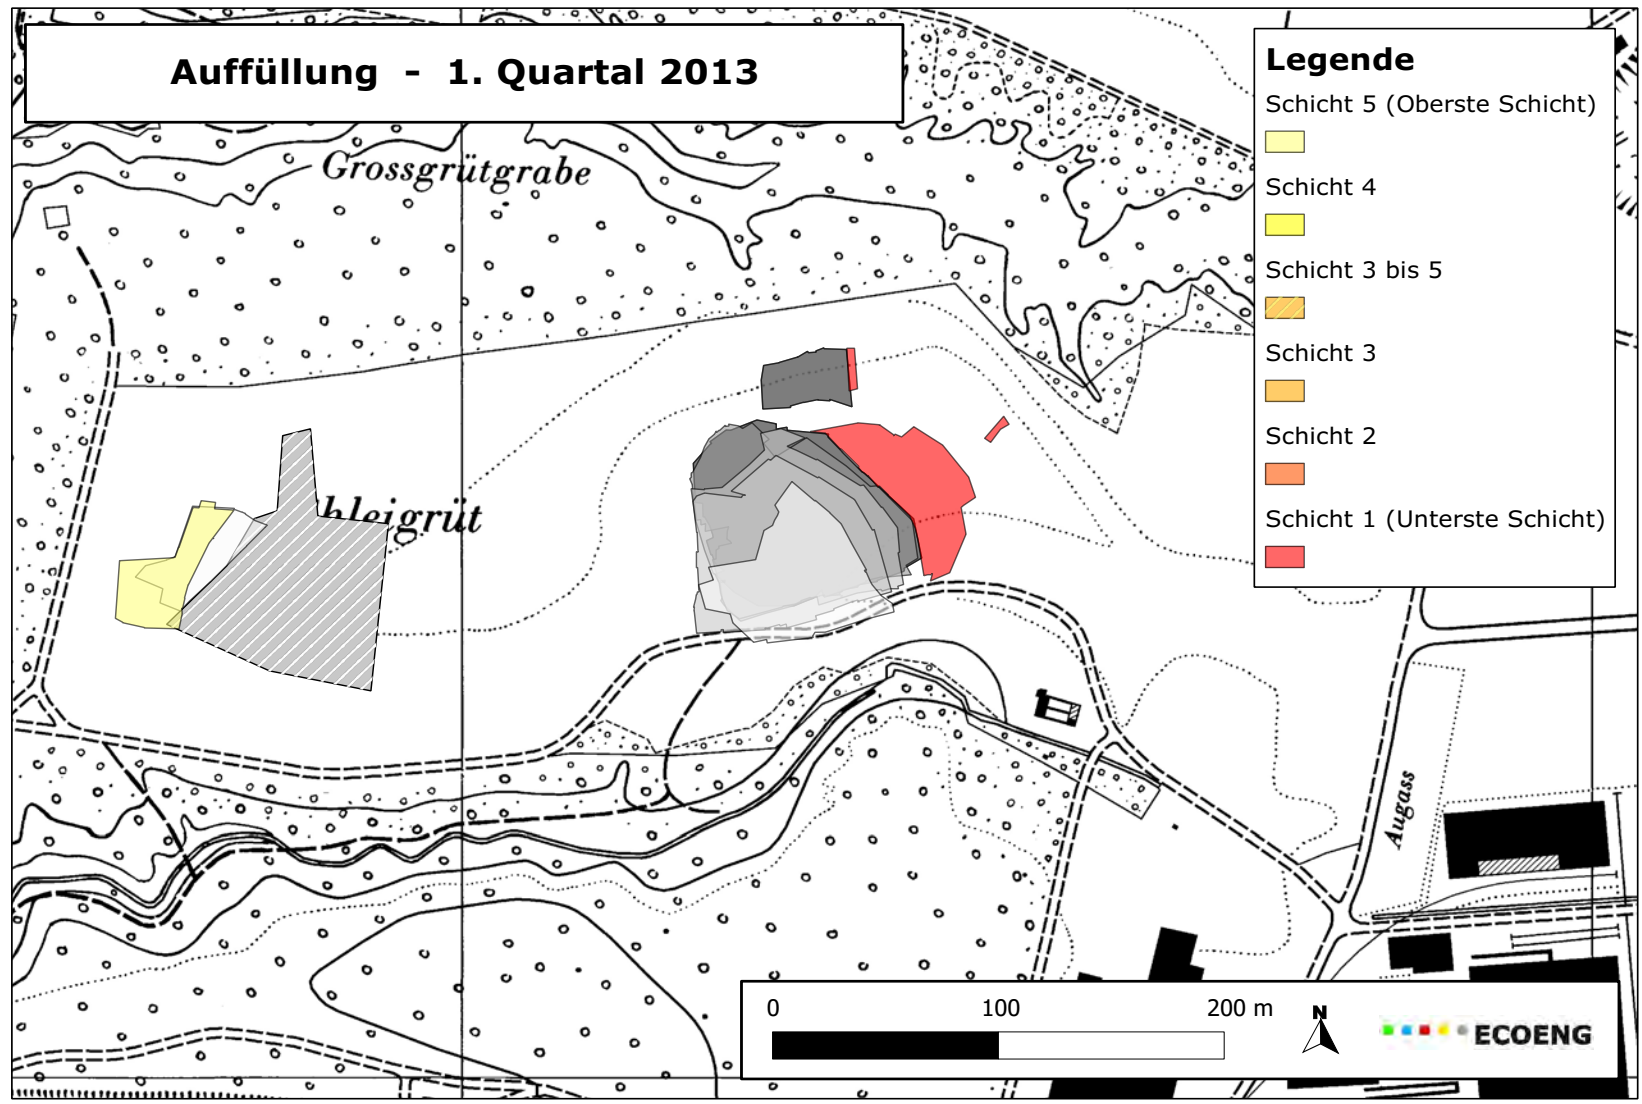 Auffüllung - 1. Quartal 2013
Legende
Schicht 5 (Oberste Schicht)
Schicht 4
Schicht 3 bis 5
Schicht 3
Schicht 2
Schicht 1 (Unterste Schicht)
Grossgrütgrabe
hleigrüt
Augass
0 100 200 m
N
ECOENG